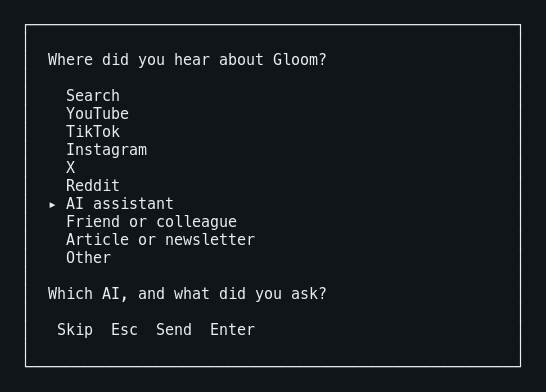 Where did you hear about Gloom?
Search
YouTube
TikTok
Instagram
X
Reddit
▸ AI assistant
Friend or colleague
Article or newsletter
Other
Which AI, and what did you ask?
Skip  Esc  Send  Enter